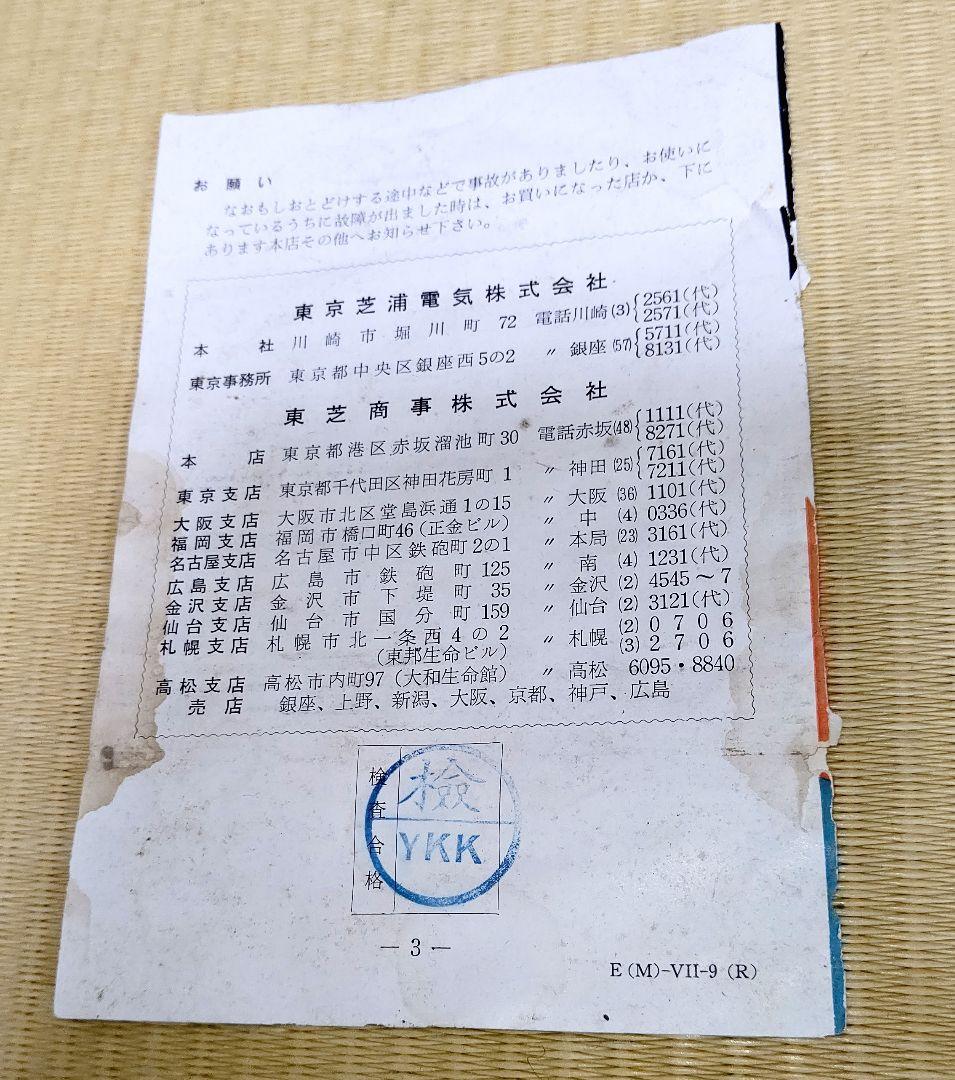 お願い
なおもしおとどけする途中などで事故がありましたり、お使いに
なっているうちに故障が出ました時は、お買いになった店か、下に
あります本店その他へお知らせ下さい。
東京芝浦電気株式会社
本社 川崎市堀川町72 電話川崎(3){2561(代) 2571(代)
東京事務所 東京都中央区銀座西5の2 〃 銀座(57){5711(代) 8131(代)
東芝商事株式会社
本店 東京都港区赤坂溜池町30 電話赤坂(48){1111(代) 8271(代)
東京支店 東京都千代田区神田花房町1 〃 神田(25){7161(代) 7211(代)
大阪支店 大阪市北区堂島浜通1の15 〃 大阪(36)1101(代)
福岡支店 福岡市橋口町46(正金ビル) 〃 中(4)0336(代)
名古屋支店 名古屋市中区鉄砲町2の1 〃 本局(23)3161(代)
広島支店 広島市鉄砲町125 〃 南(4)1231(代)
金沢支店 金沢市下堤町35 〃 金沢(2)4545〜7
仙台支店 仙台市国分町159 〃 仙台(2)3121(代)
札幌支店 札幌市北一条西4の2 (東邦生命ビル) 〃 札幌(2)0706 (3)2706
高松支店 高松市内町97(大和生命館) 〃 高松 6095・8840
売店 銀座、上野、新潟、大阪、京都、神戸、広島
検査合格
検
YKK
― 3 ―
E(M)-VII-9 (R)